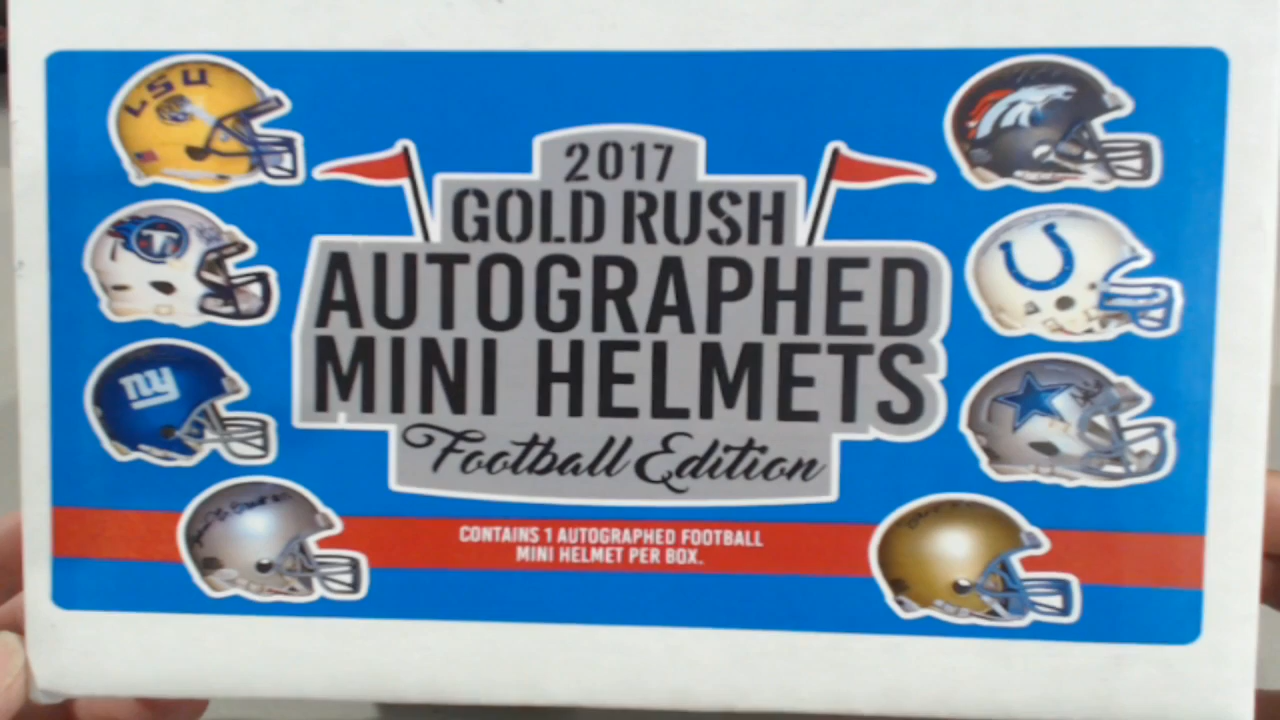 LSU
2017
GOLD RUSH
AUTOGRAPHED
MINI HELMETS
Football Edition
T
ny
CONTAINS 1 AUTOGRAPHED FOOTBALL
MINI HELMET PER BOX.